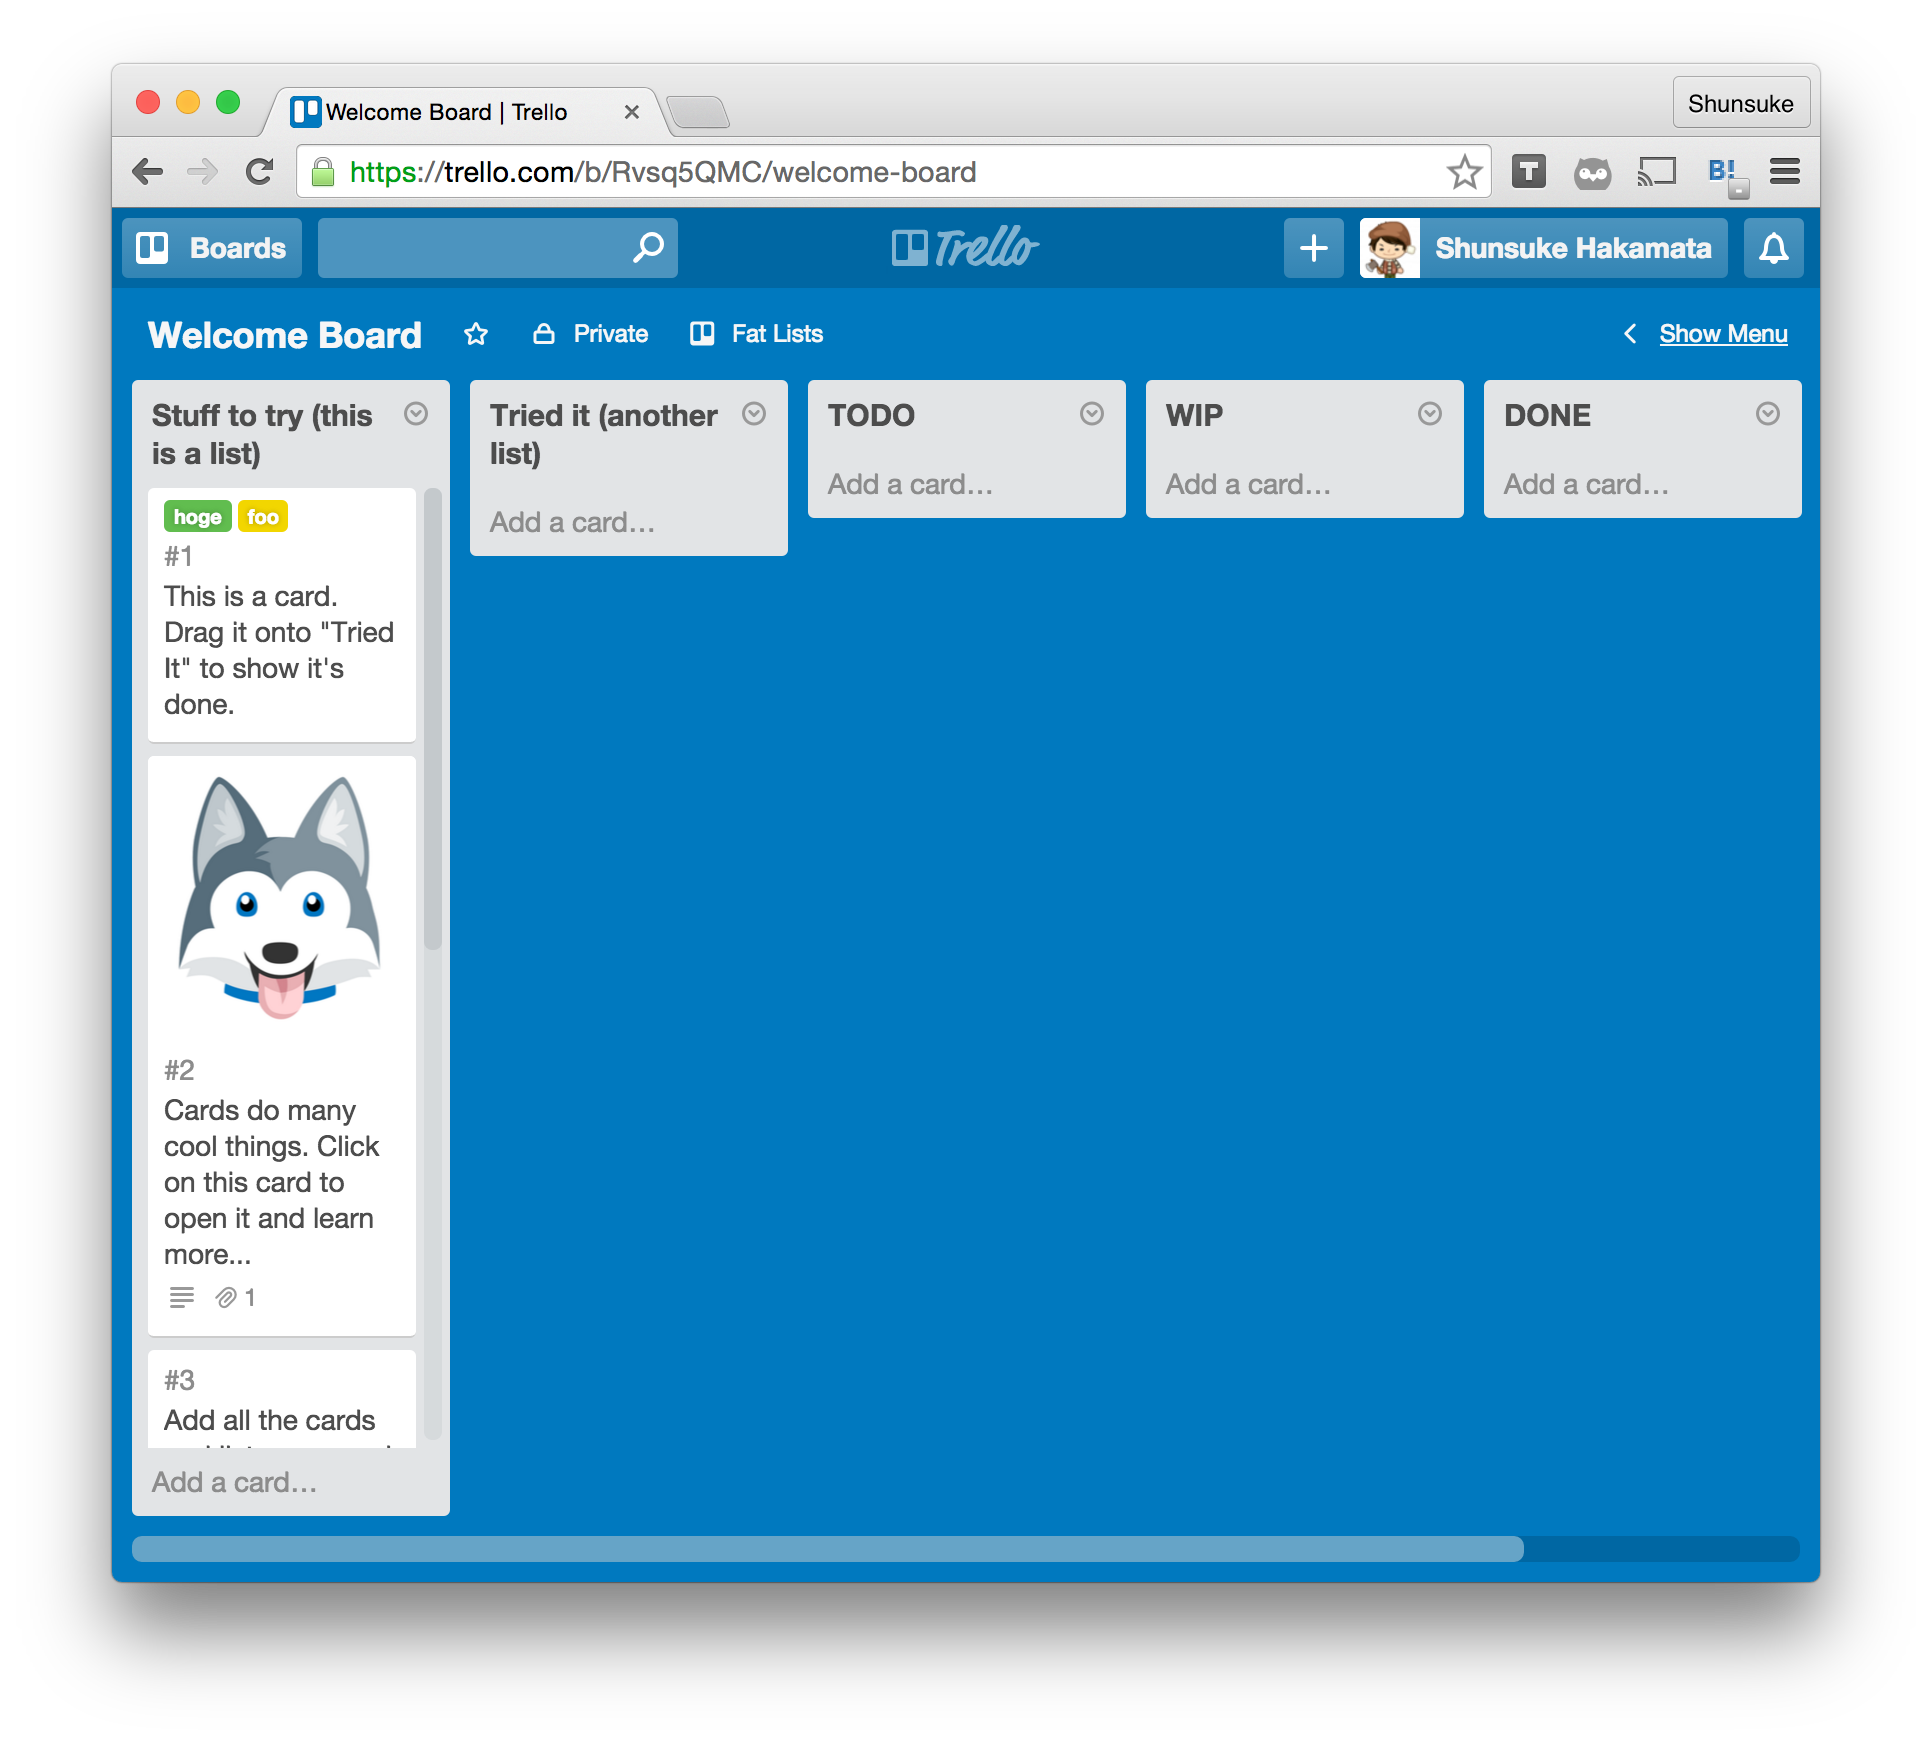 Welcome Board | Trello
Shunsuke
https://trello.com/b/Rvsq5QMC/welcome-board
T
B!
Boards
Trello
Shunsuke Hakamata
Welcome Board
Private
Fat Lists
Show Menu
Stuff to try (this
is a list)
hoge foo
#1
This is a card.
Drag it onto "Tried
It" to show it's
done.
#2
Cards do many
cool things. Click
on this card to
open it and learn
more...
1
#3
Add all the cards
Add a card...
Tried it (another
list)
Add a card...
TODO
Add a card...
WIP
Add a card...
DONE
Add a card...